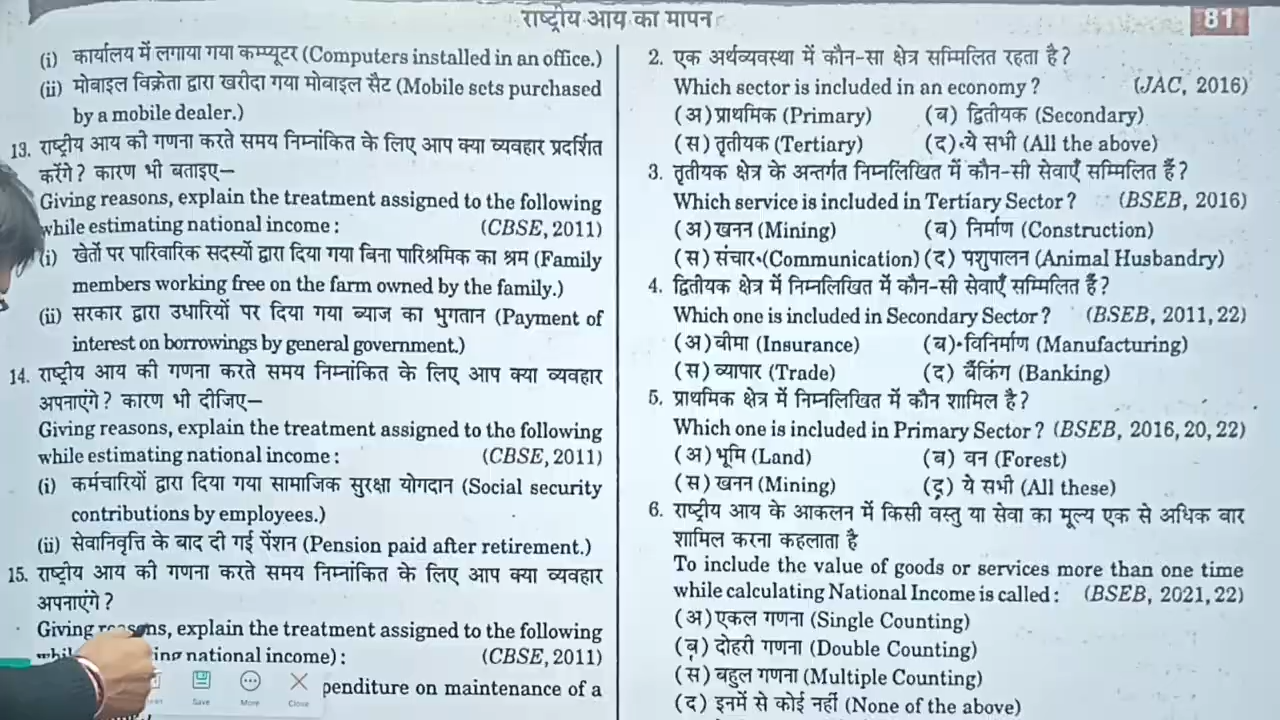 राष्ट्रीय आय का मापन
81
(i) कार्यालय में लगाया गया कम्प्यूटर (Computers installed in an office.)
(ii) मोबाइल विक्रेता द्वारा खरीदा गया मोबाइल सैट (Mobile sets purchased
by a mobile dealer.)
13. राष्ट्रीय आय की गणना करते समय निम्नांकित के लिए आप क्या व्यवहार प्रदर्शित
करेंगे? कारण भी बताइए—
Giving reasons, explain the treatment assigned to the following
while estimating national income : (CBSE, 2011)
(i) खेतों पर पारिवारिक सदस्यों द्वारा दिया गया बिना पारिश्रमिक का श्रम (Family
members working free on the farm owned by the family.)
(ii) सरकार द्वारा उधारियों पर दिया गया ब्याज का भुगतान (Payment of
interest on borrowings by general government.)
14. राष्ट्रीय आय की गणना करते समय निम्नांकित के लिए आप क्या व्यवहार
अपनाएंगे? कारण भी दीजिए—
Giving reasons, explain the treatment assigned to the following
while estimating national income : (CBSE, 2011)
(i) कर्मचारियों द्वारा दिया गया सामाजिक सुरक्षा योगदान (Social security
contributions by employees.)
(ii) सेवानिवृत्ति के बाद दी गई पेंशन (Pension paid after retirement.)
15. राष्ट्रीय आय की गणना करते समय निम्नांकित के लिए आप क्या व्यवहार
अपनाएंगे?
Giving reasons, explain the treatment assigned to the following
national income) : (CBSE, 2011)
penditure on maintenance of a
Save More Close
2. एक अर्थव्यवस्था में कौन-सा क्षेत्र सम्मिलित रहता है?
Which sector is included in an economy ? (JAC, 2016)
(अ) प्राथमिक (Primary) (ब) द्वितीयक (Secondary)
(स) तृतीयक (Tertiary) (द) ये सभी (All the above)
3. तृतीयक क्षेत्र के अन्तर्गत निम्नलिखित में कौन-सी सेवाएँ सम्मिलित हैं?
Which service is included in Tertiary Sector ? (BSEB, 2016)
(अ) खनन (Mining) (ब) निर्माण (Construction)
(स) संचार (Communication) (द) पशुपालन (Animal Husbandry)
4. द्वितीयक क्षेत्र में निम्नलिखित में कौन-सी सेवाएँ सम्मिलित हैं?
Which one is included in Secondary Sector ? (BSEB, 2011, 22)
(अ) बीमा (Insurance) (ब) विनिर्माण (Manufacturing)
(स) व्यापार (Trade) (द) बैंकिंग (Banking)
5. प्राथमिक क्षेत्र में निम्नलिखित में कौन शामिल है?
Which one is included in Primary Sector ? (BSEB, 2016, 20, 22)
(अ) भूमि (Land) (ब) वन (Forest)
(स) खनन (Mining) (द) ये सभी (All these)
6. राष्ट्रीय आय के आकलन में किसी वस्तु या सेवा का मूल्य एक से अधिक बार
शामिल करना कहलाता है
To include the value of goods or services more than one time
while calculating National Income is called : (BSEB, 2021, 22)
(अ) एकल गणना (Single Counting)
(ब) दोहरी गणना (Double Counting)
(स) बहुल गणना (Multiple Counting)
(द) इनमें से कोई नहीं (None of the above)